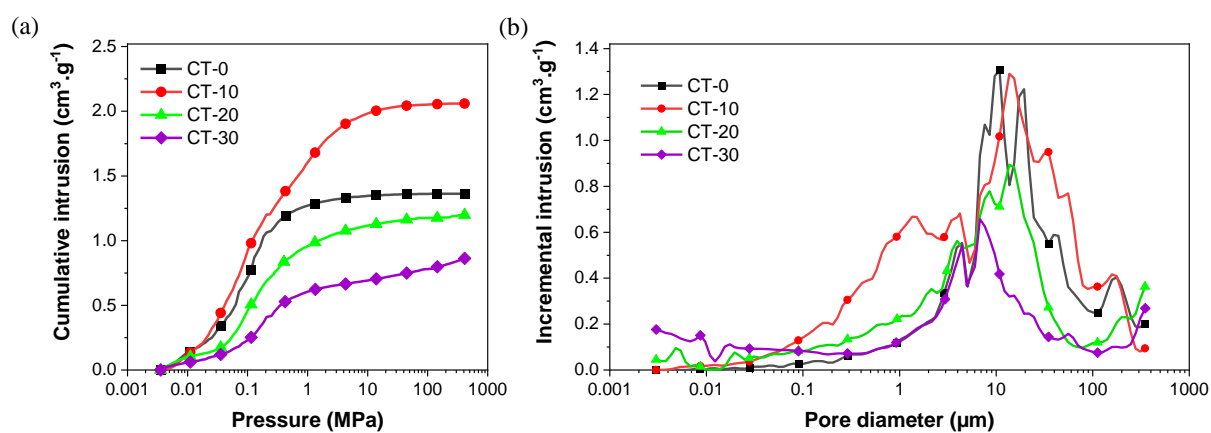 (a)
Cumulative intrusion (cm³.g⁻¹)
2.5
2.0
1.5
1.0
0.5
0.0
CT-0
CT-10
CT-20
CT-30
0.001 0.01 0.1 1 10 100 1000
Pressure (MPa)
(b)
Incremental intrusion (cm³.g⁻¹)
1.4
1.2
1.0
0.8
0.6
0.4
0.2
0.0
CT-0
CT-10
CT-20
CT-30
0.001 0.01 0.1 1 10 100 1000
Pore diameter (µm)